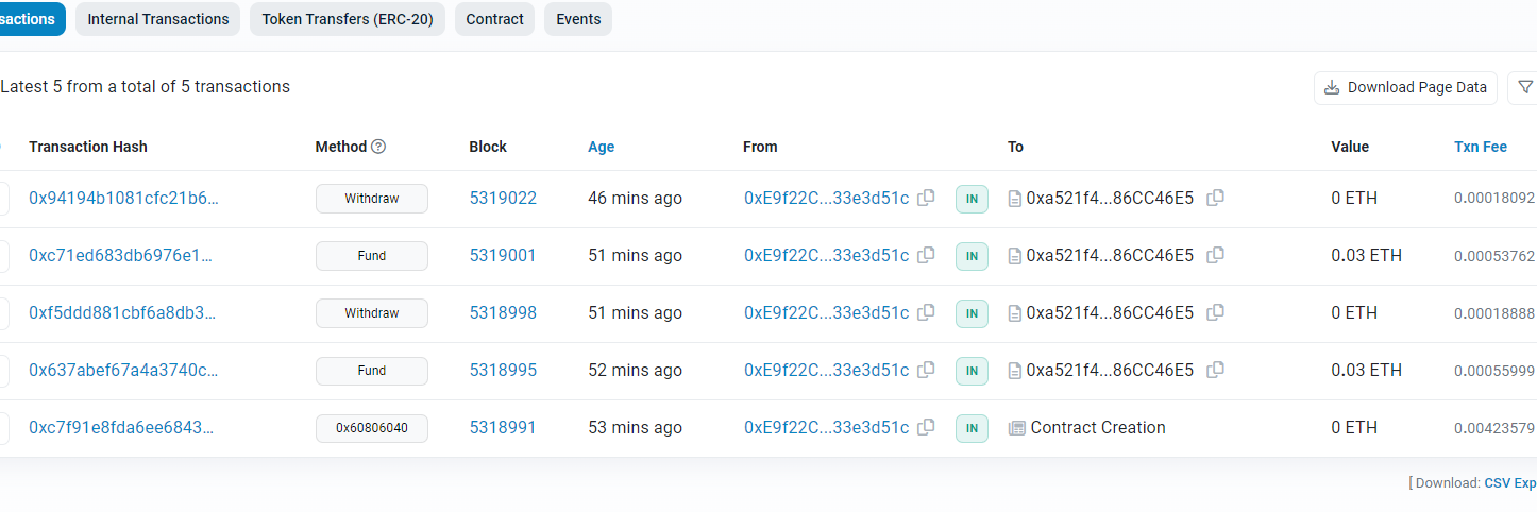 sactions Internal Transactions Token Transfers (ERC-20) Contract Events
Latest 5 from a total of 5 transactions Download Page Data
Transaction Hash Method Block Age From To Value Txn Fee
0x94194b1081cfc21b6... Withdraw 5319022 46 mins ago 0xE9f22C...33e3d51c IN 0xa521f4...86CC46E5 0 ETH 0.00018092
0xc71ed683db6976e1... Fund 5319001 51 mins ago 0xE9f22C...33e3d51c IN 0xa521f4...86CC46E5 0.03 ETH 0.00053762
0xf5ddd881cbf6a8db3... Withdraw 5318998 51 mins ago 0xE9f22C...33e3d51c IN 0xa521f4...86CC46E5 0 ETH 0.00018888
0x637abef67a4a3740c... Fund 5318995 52 mins ago 0xE9f22C...33e3d51c IN 0xa521f4...86CC46E5 0.03 ETH 0.00055999
0xc7f91e8fda6ee6843... 0x60806040 5318991 53 mins ago 0xE9f22C...33e3d51c IN Contract Creation 0 ETH 0.00423579
[ Download: CSV Exp